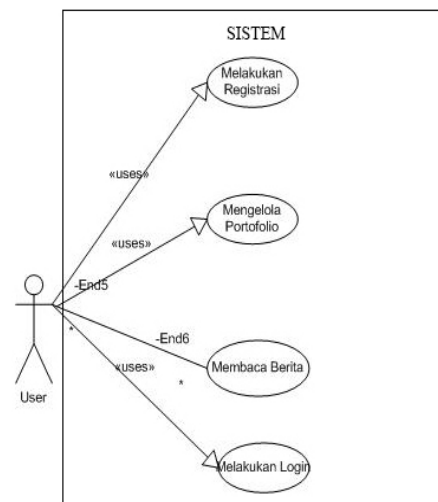 SISTEM
Melakukan
Registrasi
«uses»
Mengelola
Portofolio
«uses»
-End5
*
-End6
*
Membaca Berita
«uses»
User
Melakukan Login